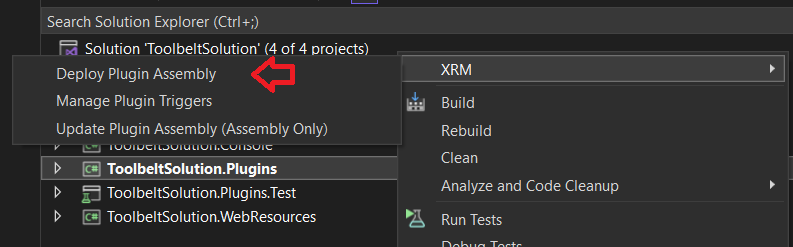 Search Solution Explorer (Ctrl+;)
Solution 'ToolbeltSolution' (4 of 4 projects)
Deploy Plugin Assembly
Manage Plugin Triggers
Update Plugin Assembly (Assembly Only)
XRM
Build
Rebuild
Clean
Analyze and Code Cleanup
Run Tests
Debug Tests
ToolbeltSolution.Console
C# ToolbeltSolution.Plugins
ToolbeltSolution.Plugins.Test
C# ToolbeltSolution.WebResources